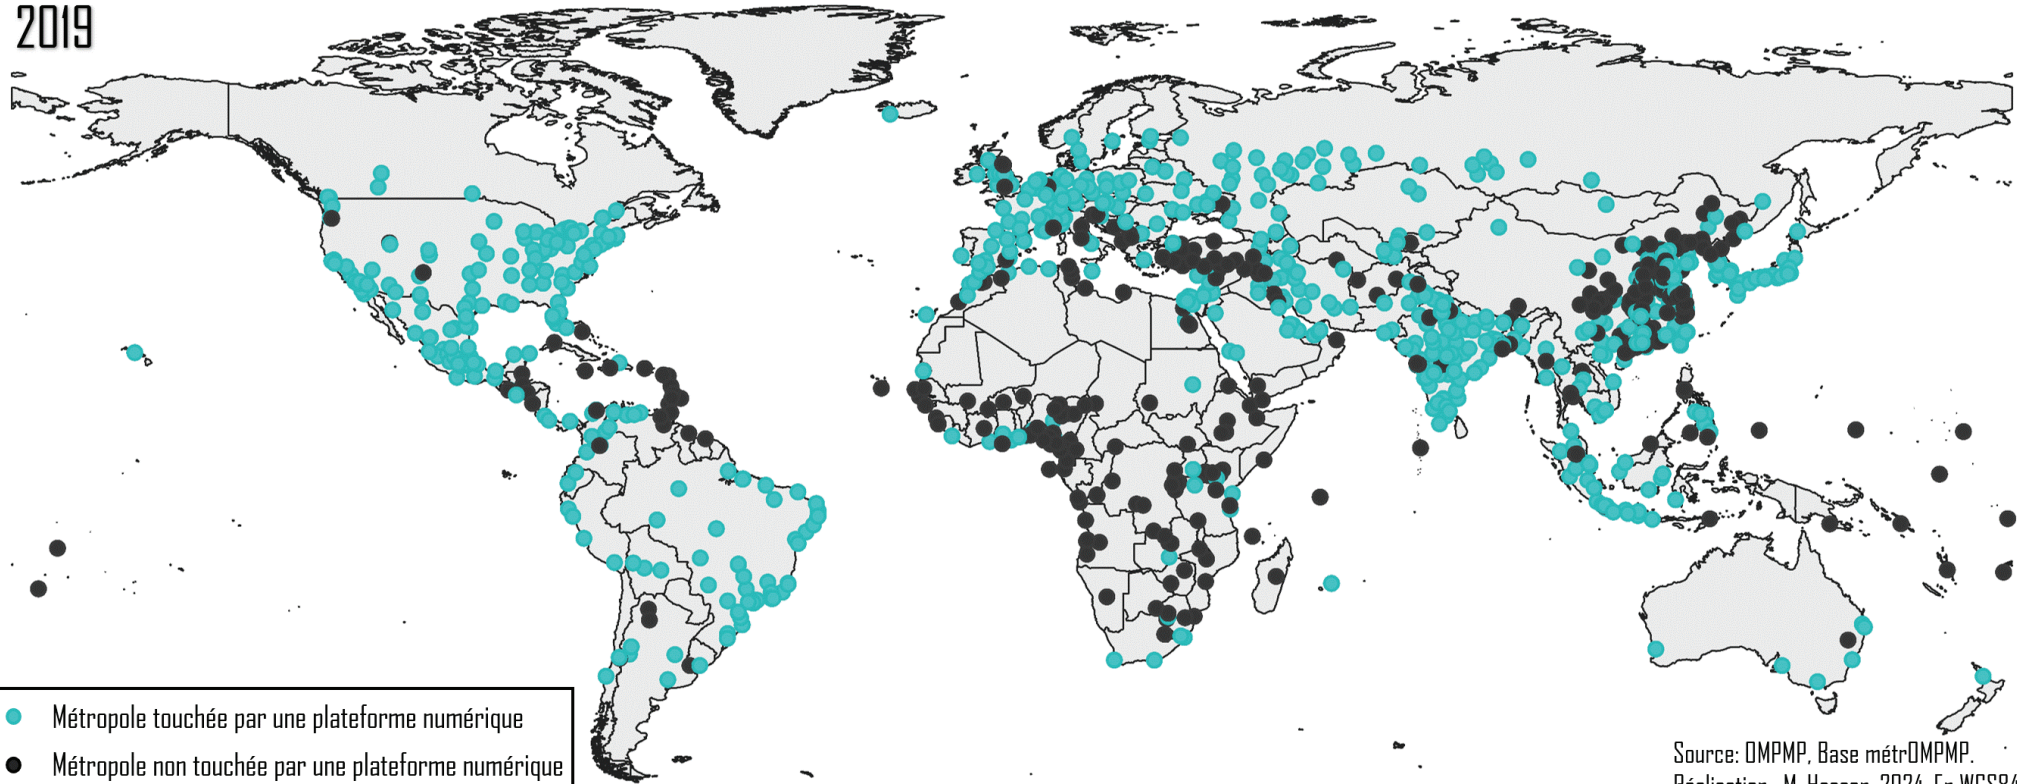 2019
Métropole touchée par une plateforme numérique
Métropole non touchée par une plateforme numérique
Source: OMPMP, Base métrOMPMP.